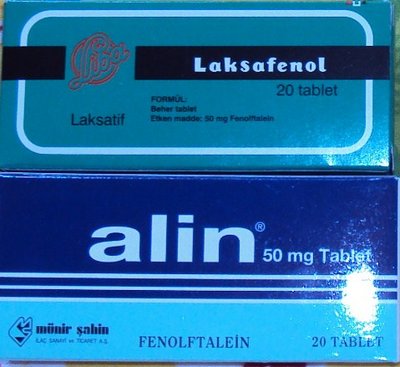 Laksafenol
20 tablet
FORMÜL:
Beher tablet
Etken madde: 50 mg Fenolftalein
Laksatif
alin®
50 mg Tablet
münir şahin
İLAÇ SANAYİ ve TİCARET A.Ş.
FENOLFTALEİN
20 TABLET